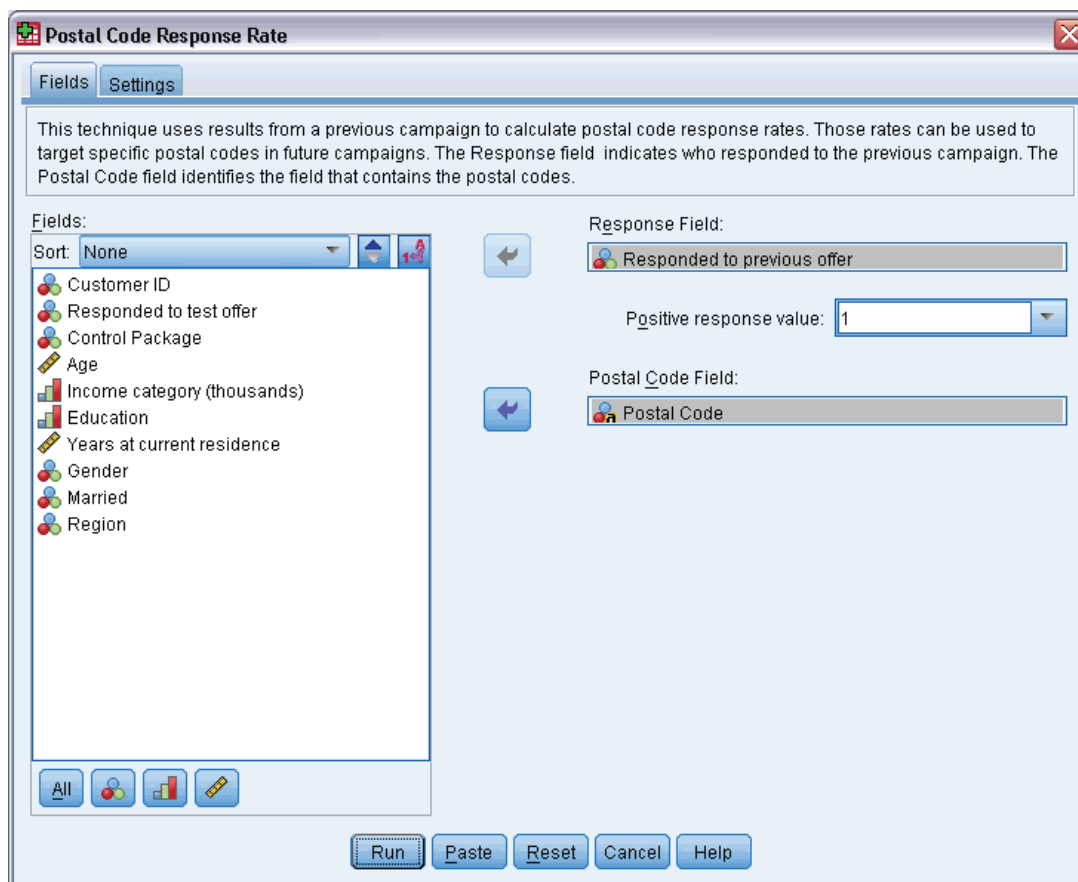 Postal Code Response Rate
Fields
Settings
This technique uses results from a previous campaign to calculate postal code response rates. Those rates can be used to
target specific postal codes in future campaigns. The Response field indicates who responded to the previous campaign. The
Postal Code field identifies the field that contains the postal codes.
Fields:
Sort: None
Customer ID
Responded to test offer
Control Package
Age
Income category (thousands)
Education
Years at current residence
Gender
Married
Region
All
Response Field:
Responded to previous offer
Positive response value: 1
Postal Code Field:
Postal Code
Run
Paste
Reset
Cancel
Help